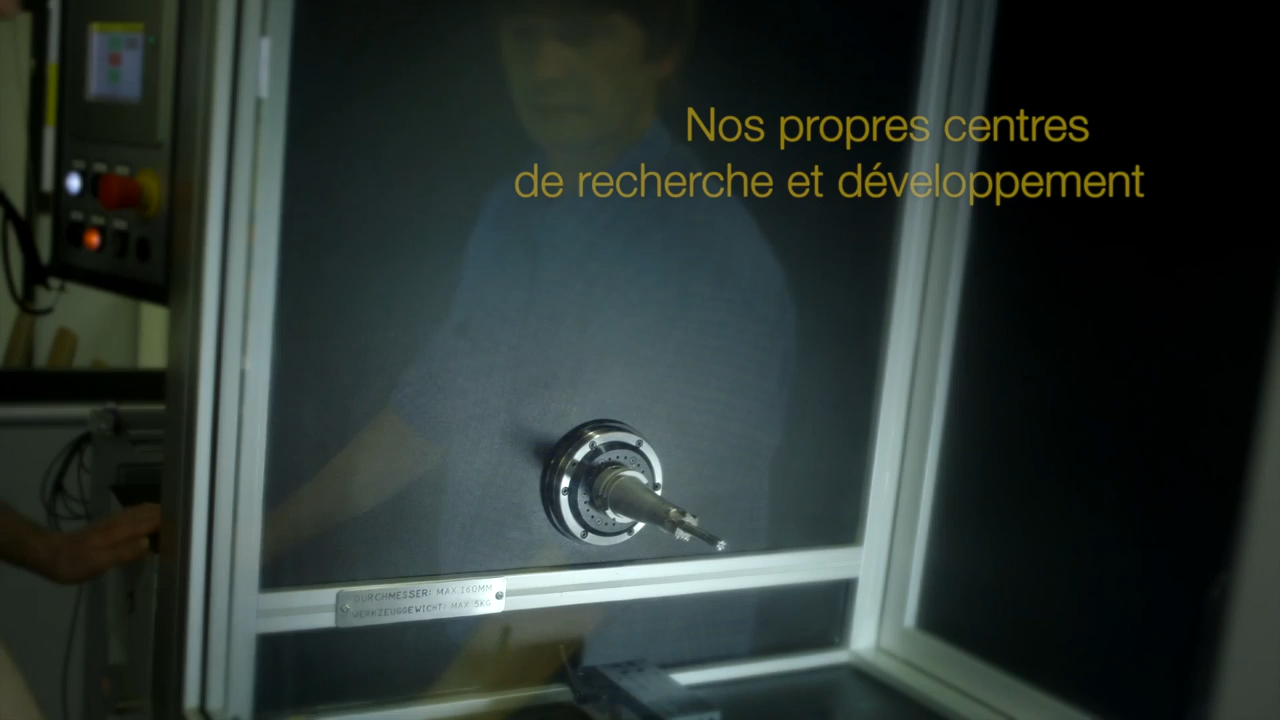 Nos propres centres
de recherche et développement
DURCHMESSER: MAX.160MM
WERKZEUGGEWICHT: MAX 5KG